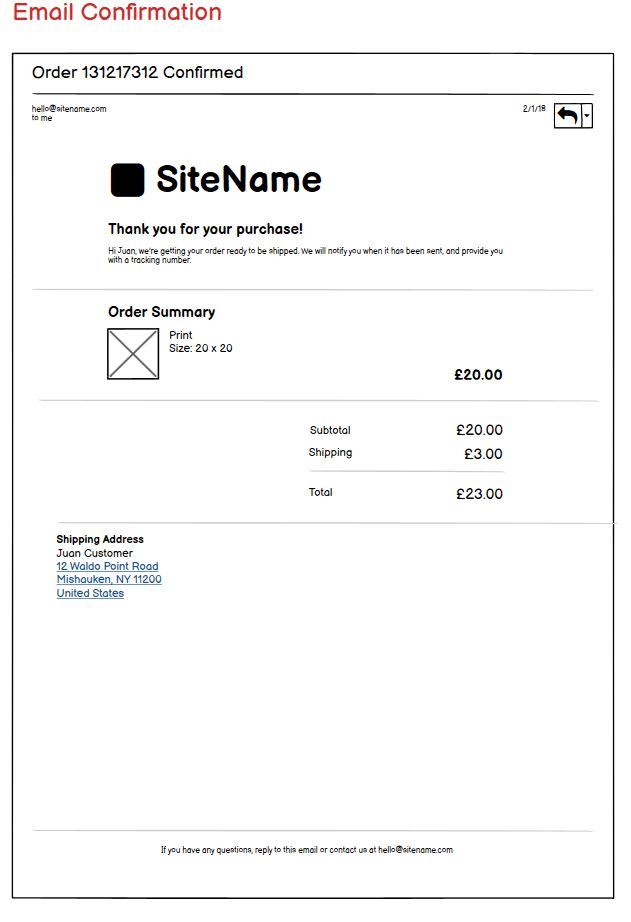 Email Confirmation
Order 131217312 Confirmed
hello@sitename.com
to me
2/1/18
SiteName
Thank you for your purchase!
Hi Juan, we're getting your order ready to be shipped. We will notify you when it has been sent, and provide you
with a tracking number.
Order Summary
Print
Size: 20 x 20
£20.00
Subtotal £20.00
Shipping £3.00
Total £23.00
Shipping Address
Juan Customer
12 Waldo Point Road
Mishauken, NY 11200
United States
If you have any questions, reply to this email or contact us at hello@sitename.com